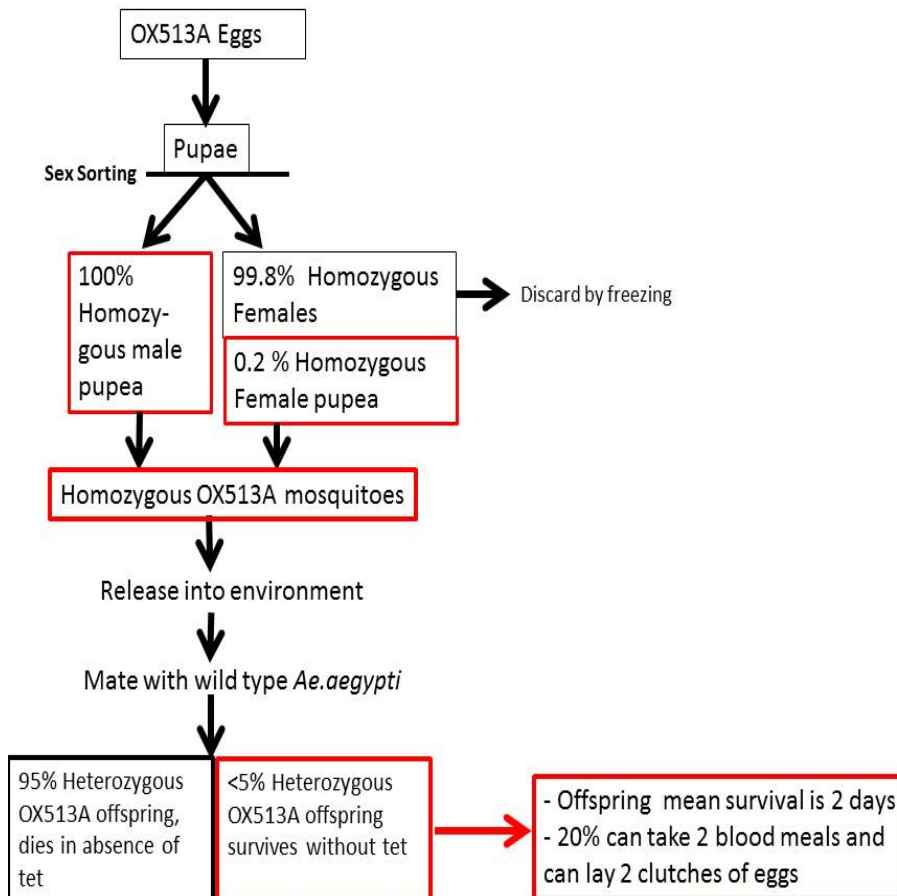 OX513A Eggs
Pupae
Sex Sorting
100%
Homozy-
gous male
pupea
99.8% Homozygous
Females
Discard by freezing
0.2 % Homozygous
Female pupea
Homozygous OX513A mosquitoes
Release into environment
Mate with wild type Ae.aegypti
95% Heterozygous
OX513A offspring,
dies in absence of
tet
<5% Heterozygous
OX513A offspring
survives without tet
- Offspring mean survival is 2 days
- 20% can take 2 blood meals and
can lay 2 clutches of eggs